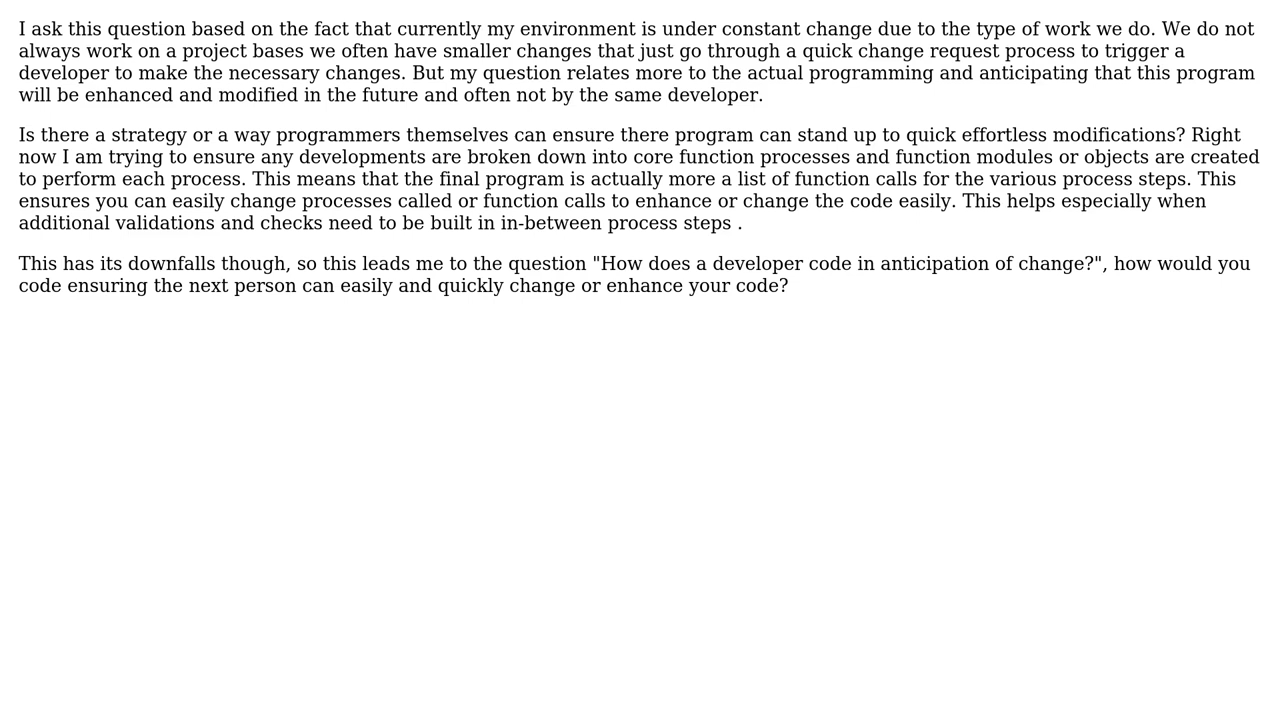 I ask this question based on the fact that currently my environment is under constant change due to the type of work we do. We do not
always work on a project bases we often have smaller changes that just go through a quick change request process to trigger a
developer to make the necessary changes. But my question relates more to the actual programming and anticipating that this program
will be enhanced and modified in the future and often not by the same developer.
Is there a strategy or a way programmers themselves can ensure there program can stand up to quick effortless modifications? Right
now I am trying to ensure any developments are broken down into core function processes and function modules or objects are created
to perform each process. This means that the final program is actually more a list of function calls for the various process steps. This
ensures you can easily change processes called or function calls to enhance or change the code easily. This helps especially when
additional validations and checks need to be built in in-between process steps .
This has its downfalls though, so this leads me to the question "How does a developer code in anticipation of change?", how would you
code ensuring the next person can easily and quickly change or enhance your code?